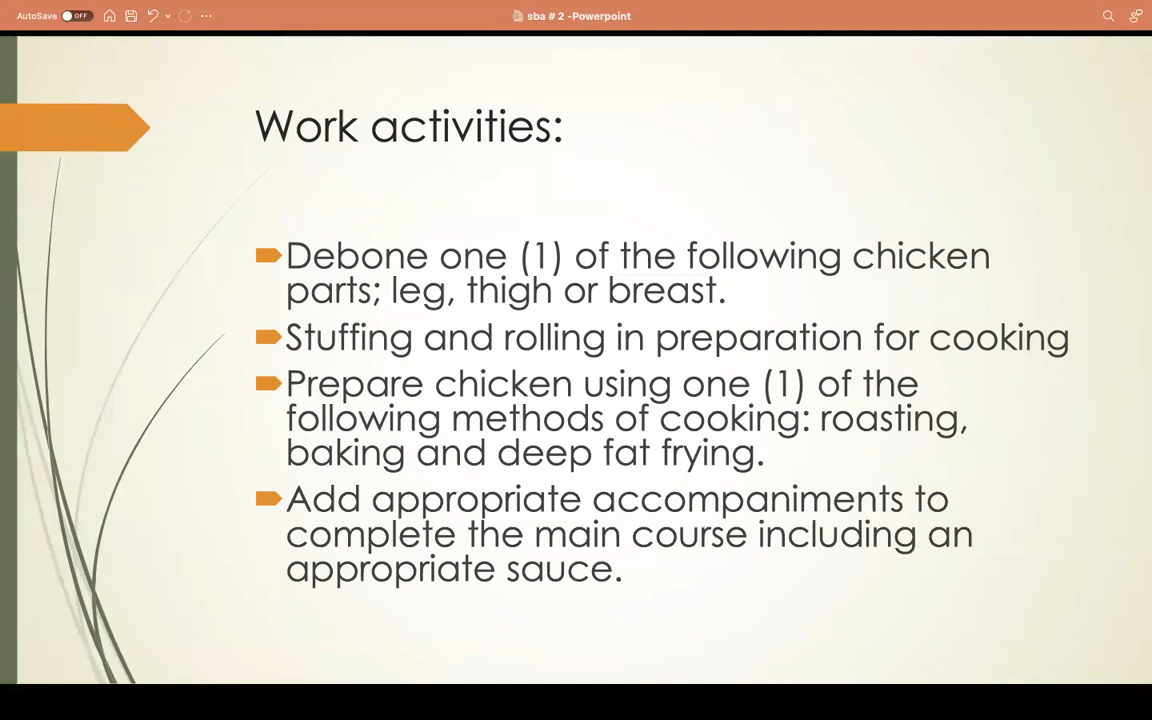 AutoSave OFF
sba # 2 -Powerpoint
Work activities:
Debone one (1) of the following chicken
parts; leg, thigh or breast.
Stuffing and rolling in preparation for cooking
Prepare chicken using one (1) of the
following methods of cooking: roasting,
baking and deep fat frying.
Add appropriate accompaniments to
complete the main course including an
appropriate sauce.